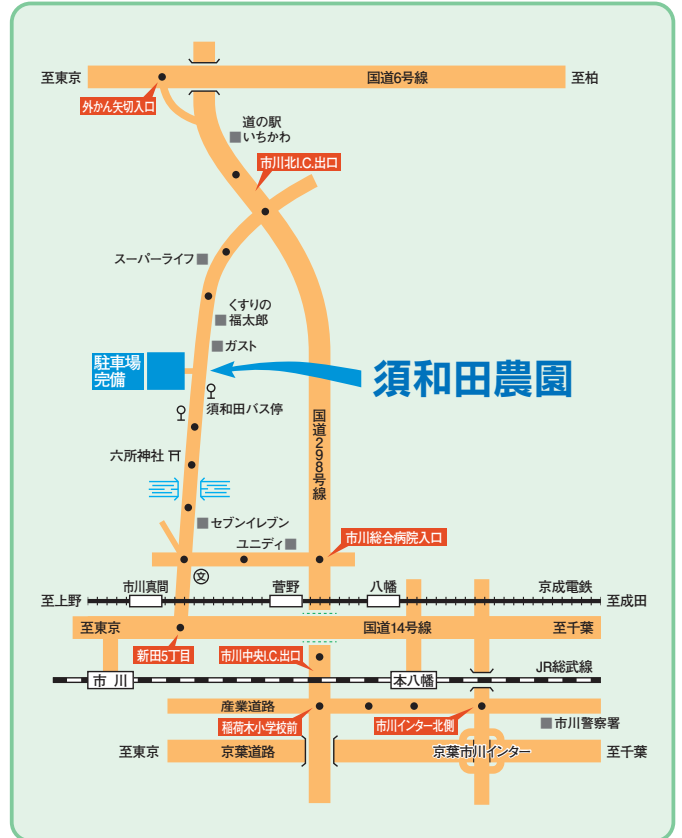 至東京
国道6号線
至柏
外かん矢切入口
道の駅
いちかわ
市川北I.C.出口
スーパーライフ
くすりの
福太郎
ガスト
駐車場
完備
須和田農園
須和田バス停
国道298号線
六所神社
セブンイレブン
ユニディ
市川総合病院入口
文
市川真間
菅野
八幡
京成電鉄
至上野
至成田
至東京
国道14号線
至千葉
新田5丁目
市川中央I.C.出口
JR総武線
市川
本八幡
産業道路
稲荷木小学校前
市川インター北側
市川警察署
至東京
京葉道路
京葉市川インター
至千葉